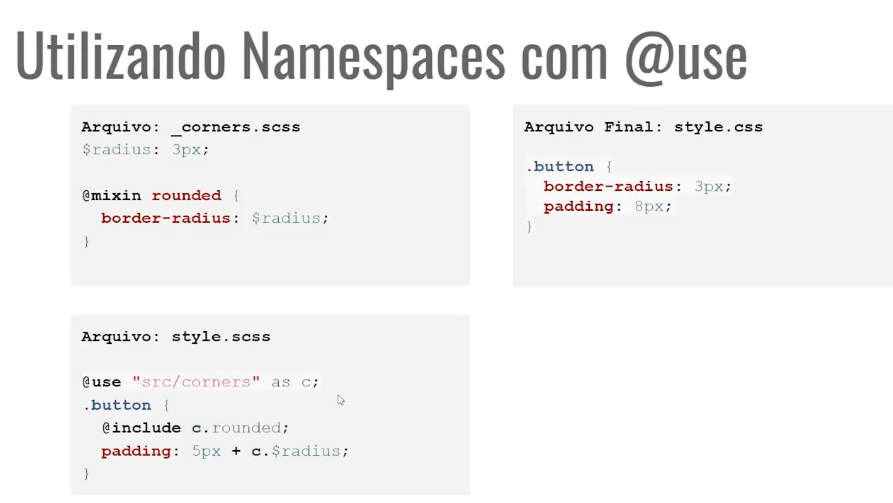 Utilizando Namespaces com @use
Arquivo: _corners.scss
$radius: 3px;
@mixin rounded {
border-radius: $radius;
}
Arquivo Final: style.css
.button {
border-radius: 3px;
padding: 8px;
}
Arquivo: style.scss
@use "src/corners" as c;
.button {
@include c.rounded;
padding: 5px + c.$radius;
}